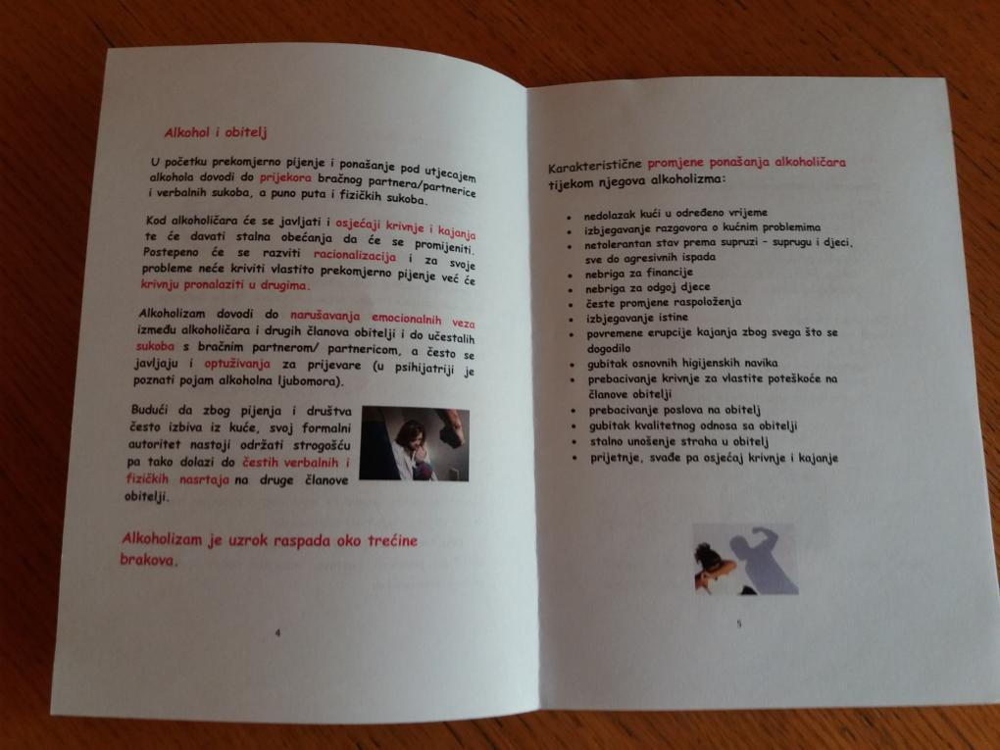 Alkohol i obitelj
U početku prekomjerno pijenje i ponašanje pod utjecajem
alkohola dovodi do prijekora bračnog partnera/partnerice
i verbalnih sukoba, a puno puta i fizičkih sukoba.
Kod alkoholičara će se javljati i osjećaji krivnje i kajanja
te će davati stalna obećanja da će se promijeniti.
Postepeno će se razviti racionalizacija i za svoje
probleme neće kriviti vlastito prekomjerno pijenje već će
krivnju pronalaziti u drugima.
Alkoholizam dovodi do narušavanja emocionalnih veza
između alkoholičara i drugih članova obitelji i do učestalih
sukoba s bračnim partnerom/ partnericom, a često se
javljaju i optuživanja za prijevare (u psihijatriji je
poznati pojam alkoholna ljubomora).
Budući da zbog pijenja i društva
često izbiva iz kuće, svoj formalni
autoritet nastoji održati strogošću
pa tako dolazi do čestih verbalnih i
fizičkih nasrtaja na druge članove
obitelji.
Alkoholizam je uzrok raspada oko trećine
brakova.
4
Karakteristične promjene ponašanja alkoholičara
tijekom njegova alkoholizma:
• nedolazak kući u određeno vrijeme
• izbjegavanje razgovora o kućnim problemima
• netolerantan stav prema supruzi - suprugu i djeci,
sve do agresivnih ispada
• nebriga za financije
• nebriga za odgoj djece
• česte promjene raspoloženja
• izbjegavanje istine
• povremene erupcije kajanja zbog svega što se
dogodilo
• gubitak osnovnih higijenskih navika
• prebacivanje krivnje za vlastite poteškoće na
članove obitelji
• prebacivanje poslova na obitelj
• gubitak kvalitetnog odnosa sa obitelji
• stalno unošenje straha u obitelj
• prijetnje, svađe pa osjećaj krivnje i kajanje
5